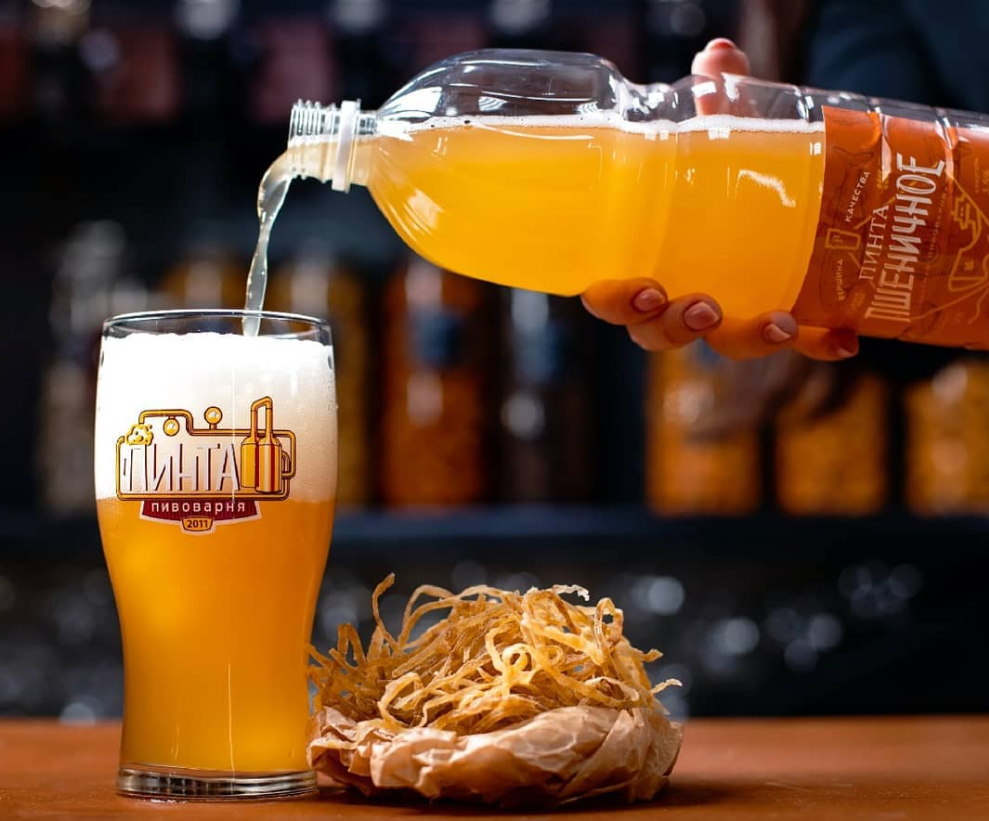 ПИНТА
пивоварня
2011
КАЧЕСТВА
ПИНТА
ПШЕНИЧНОЕ